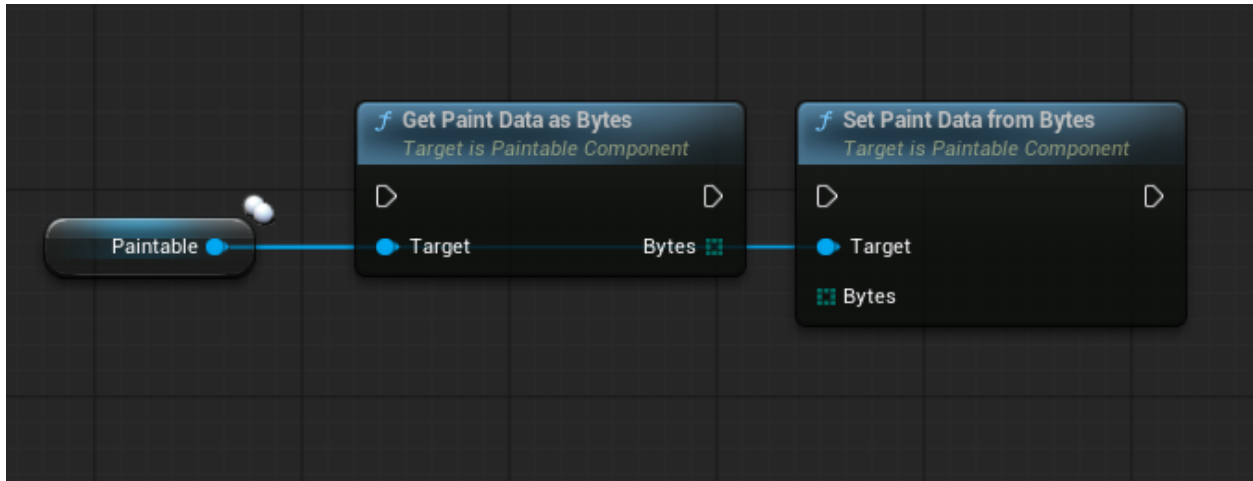 Get Paint Data as Bytes
Target is Paintable Component
Set Paint Data from Bytes
Target is Paintable Component
Paintable
Target
Bytes
Target
Bytes